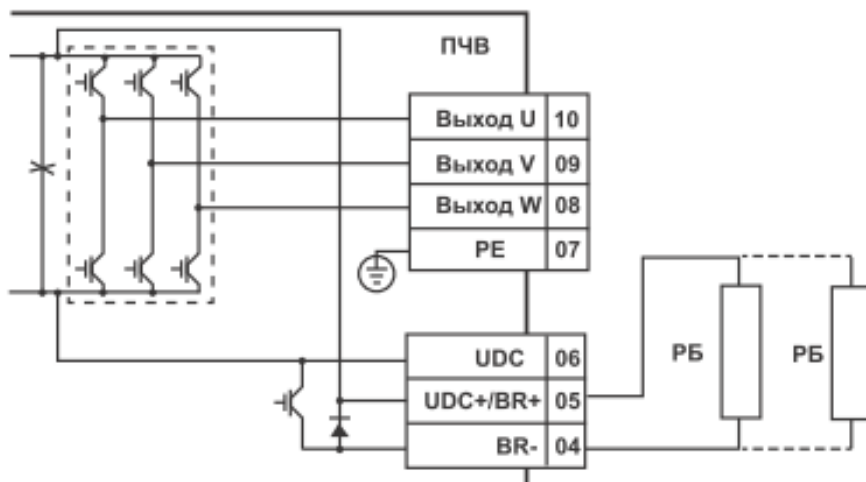 ПЧВ
Выход U 10
Выход V 09
Выход W 08
PE 07
UDC 06
UDC+/BR+ 05
BR- 04
РБ
РБ